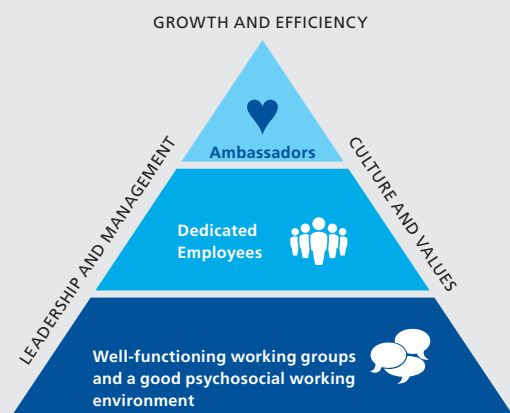 GROWTH AND EFFICIENCY
LEADERSHIP AND MANAGEMENT
CULTURE AND VALUES
Ambassadors
Dedicated
Employees
Well-functioning working groups
and a good psychosocial working
environment